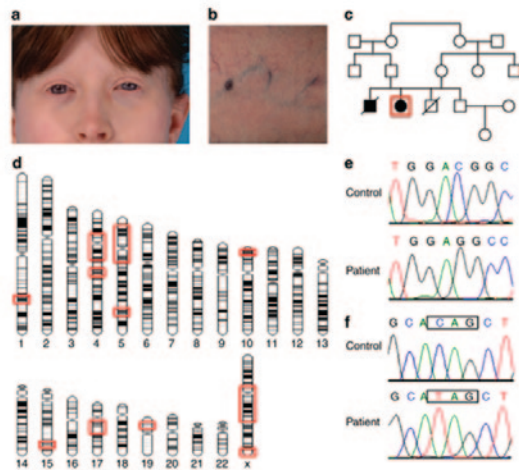 a
b
c
d
1 2 3 4 5 6 7 8 9 10 11 12 13
14 15 16 17 18 19 20 21 22 x
e
T G G A C G G C
Control
T G G A G G C C
Patient
f
G C A C A G C T
Control
G C A T A G C T
Patient